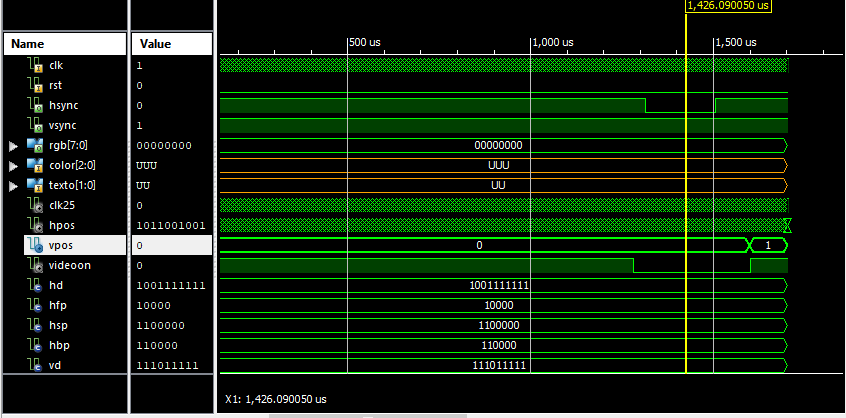 1,426.090050 us
Name Value
500 us 1,000 us 1,500 us
clk 1
rst 0
hsync 0
vsync 1
rgb[7:0] 00000000 00000000
color[2:0] UUU UUU
texto[1:0] UU UU
clk25 0
hpos 1011001001
vpos 0 0 1
videoon 0
hd 1001111111 1001111111
hfp 10000 10000
hsp 1100000 1100000
hbp 110000 110000
vd 111011111 111011111
X1: 1,426.090050 us